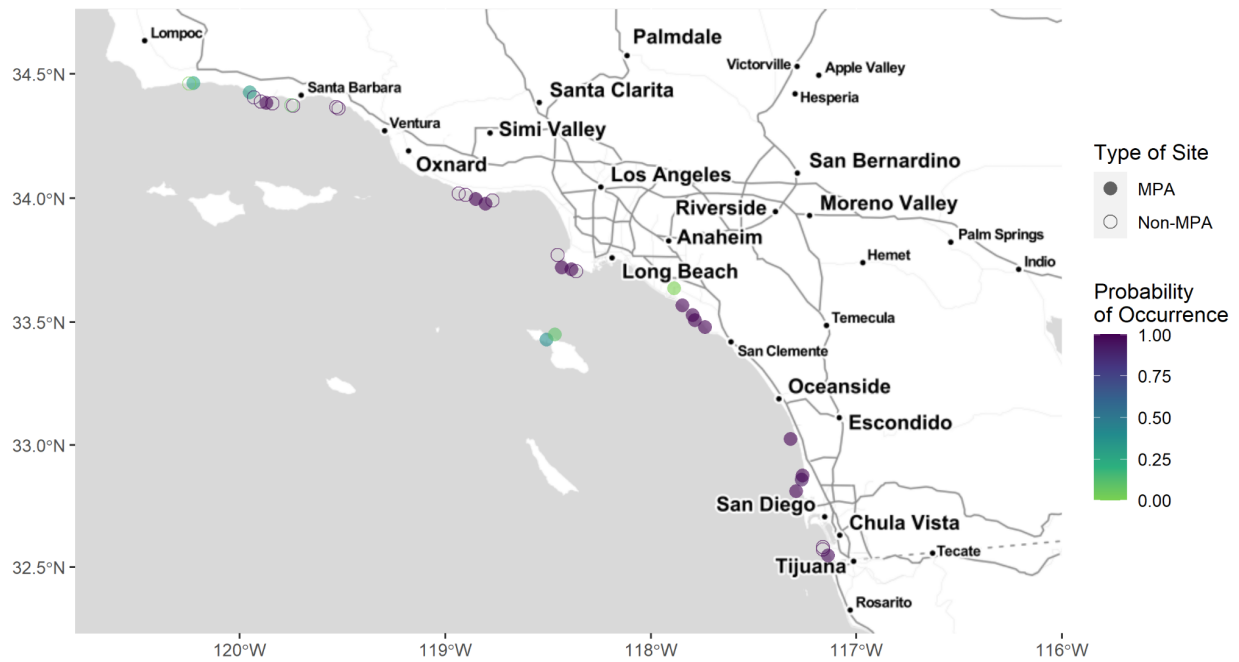 Lompoc
Palmdale
Victorville
Apple Valley
34.5°N
Santa Barbara
Santa Clarita
Hesperia
Ventura
Simi Valley
Oxnard
San Bernardino
Los Angeles
34.0°N
Riverside
Moreno Valley
Anaheim
Palm Springs
Hemet
Indio
Long Beach
33.5°N
Temecula
San Clemente
Oceanside
Escondido
33.0°N
San Diego
Chula Vista
Tecate
32.5°N
Tijuana
Rosarito
120°W
119°W
118°W
117°W
116°W
Type of Site
MPA
Non-MPA
Probability
of Occurrence
1.00
0.75
0.50
0.25
0.00